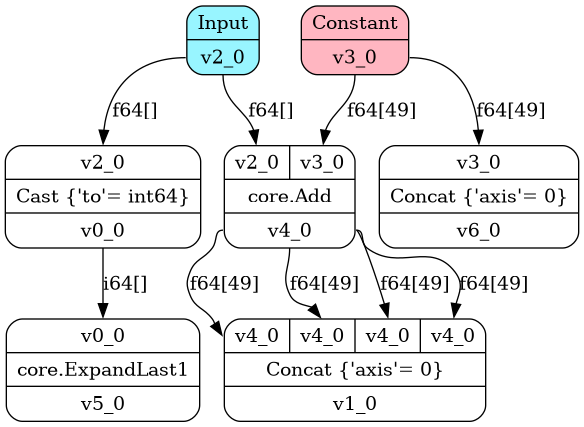 Input
v2_0
Constant
v3_0
f64[]
f64[]
f64[49]
f64[49]
v2_0
Cast {'to'= int64}
v0_0
v2_0
v3_0
core.Add
v4_0
v3_0
Concat {'axis'= 0}
v6_0
i64[]
f64[49]
f64[49]
f64[49]
f64[49]
v0_0
core.ExpandLast1
v5_0
v4_0
v4_0
v4_0
v4_0
Concat {'axis'= 0}
v1_0